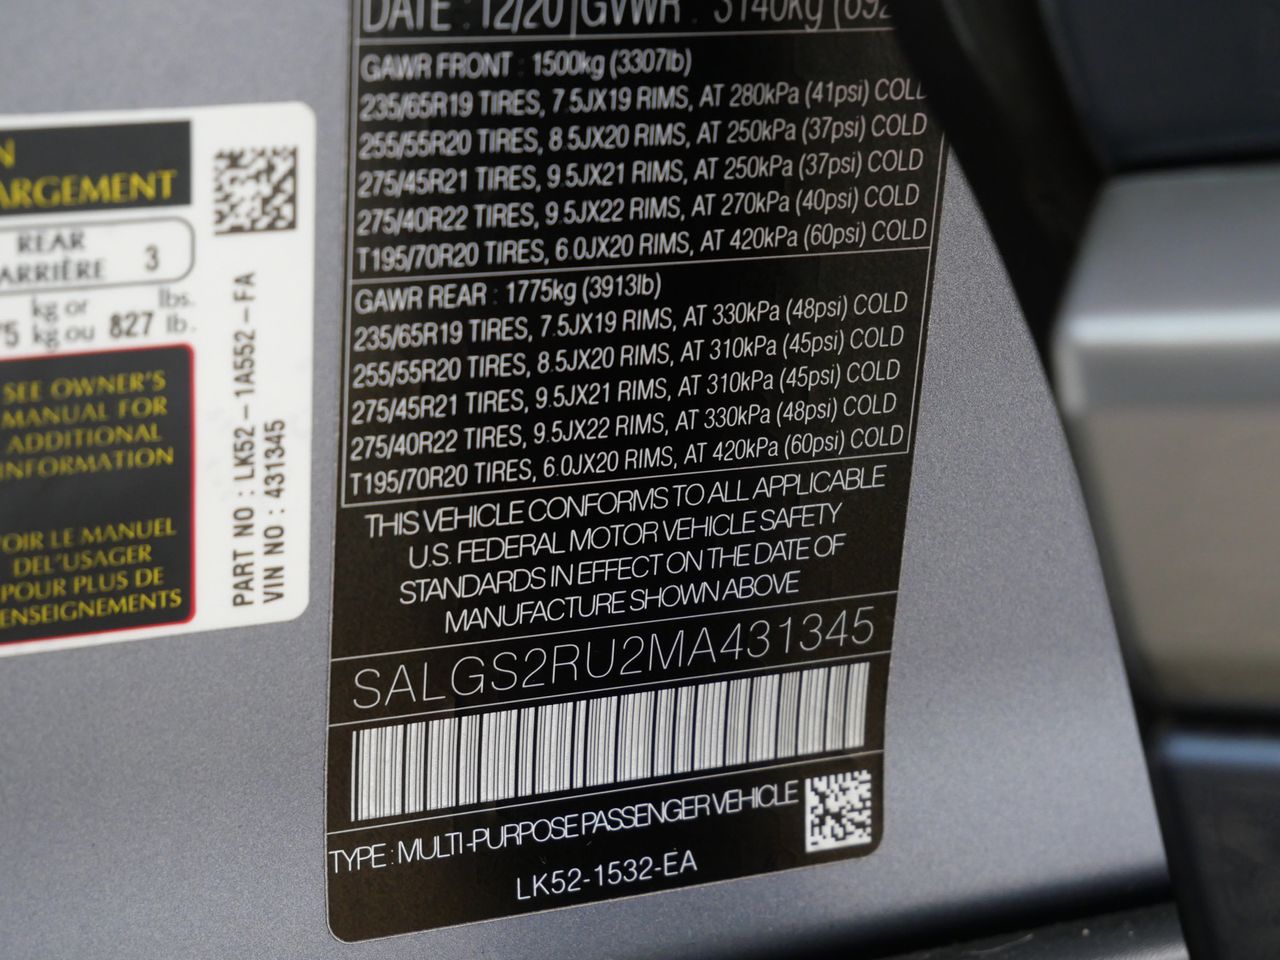 DATE : 12/20 GVWR : 3140kg
GAWR FRONT : 1500kg (3307lb)
235/65R19 TIRES, 7.5JX19 RIMS, AT 280kPa (41psi) COLD
255/55R20 TIRES, 8.5JX20 RIMS, AT 250kPa (37psi) COLD
275/45R21 TIRES, 9.5JX21 RIMS, AT 250kPa (37psi) COLD
275/40R22 TIRES, 9.5JX22 RIMS, AT 270kPa (40psi) COLD
T195/70R20 TIRES, 6.0JX20 RIMS, AT 420kPa (60psi) COLD
GAWR REAR : 1775kg (3913lb)
235/65R19 TIRES, 7.5JX19 RIMS, AT 330kPa (48psi) COLD
255/55R20 TIRES, 8.5JX20 RIMS, AT 310kPa (45psi) COLD
275/45R21 TIRES, 9.5JX21 RIMS, AT 310kPa (45psi) COLD
275/40R22 TIRES, 9.5JX22 RIMS, AT 330kPa (48psi) COLD
T195/70R20 TIRES, 6.0JX20 RIMS, AT 420kPa (60psi) COLD
THIS VEHICLE CONFORMS TO ALL APPLICABLE
U.S. FEDERAL MOTOR VEHICLE SAFETY
STANDARDS IN EFFECT ON THE DATE OF
MANUFACTURE SHOWN ABOVE
SALGS2RU2MA431345
TYPE : MULTI-PURPOSE PASSENGER VEHICLE
LK52-1532-EA
N
ARGEMENT
REAR
ARRIÈRE 3
kg or lbs.
75 kg ou 827 lb.
SEE OWNER'S
MANUAL FOR
ADDITIONAL
INFORMATION
OIR LE MANUEL
DE L'USAGER
POUR PLUS DE
ENSEIGNEMENTS
PART NO : LK52-1A552-FA
VIN NO : 431345